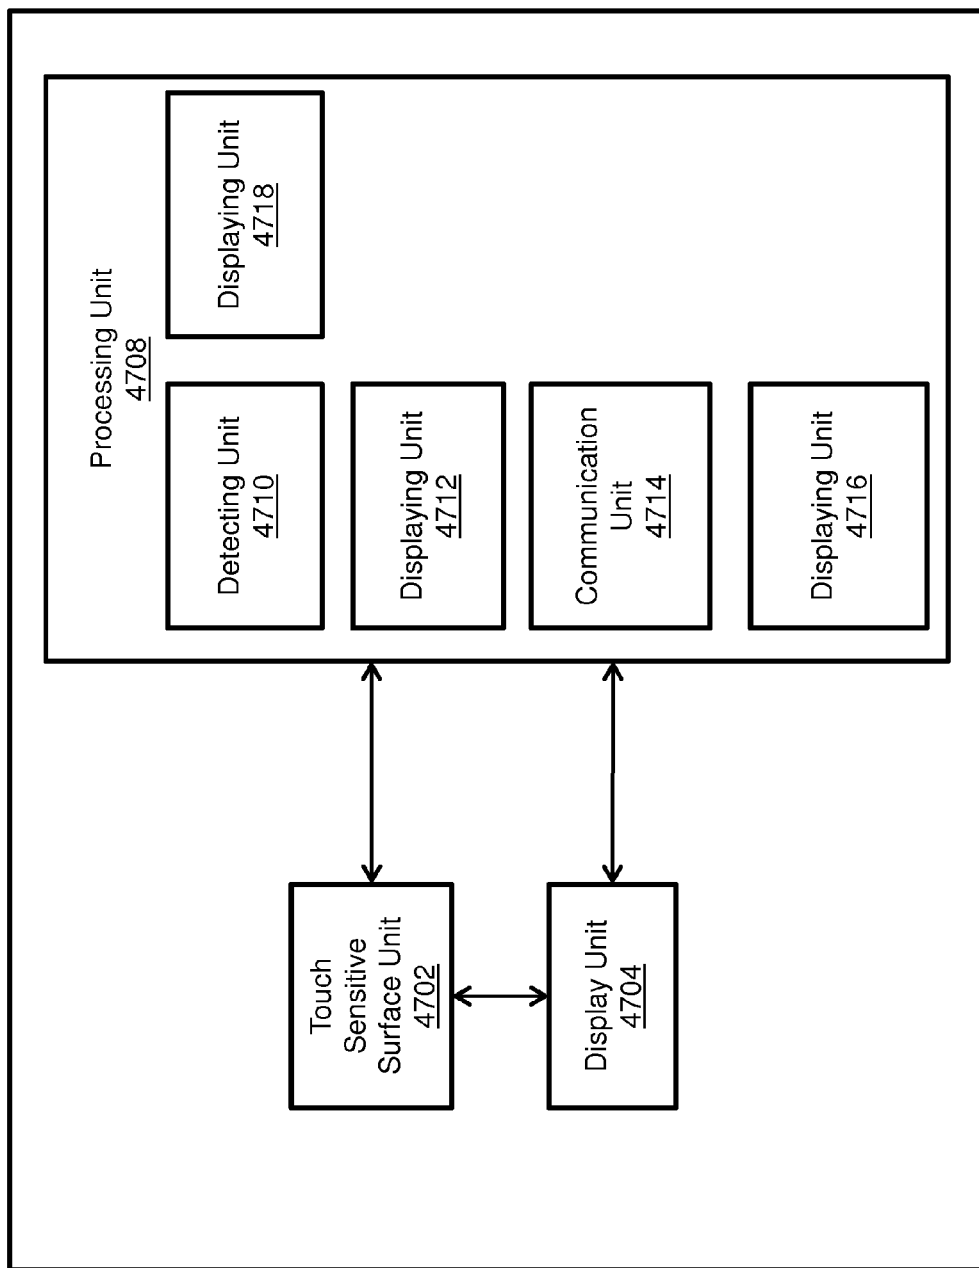 Processing Unit
4708
Detecting Unit
4710
Displaying Unit
4718
Displaying Unit
4712
Communication
Unit
4714
Displaying Unit
4716
Touch
Sensitive
Surface Unit
4702
Display Unit
4704